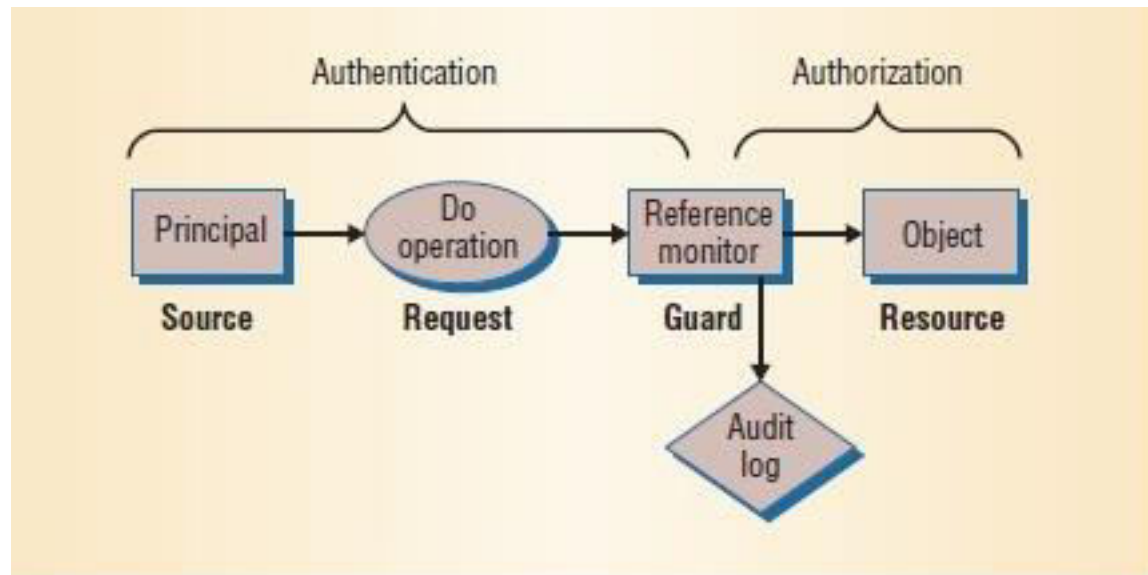 Authentication
Authorization
Principal
Do
operation
Reference
monitor
Object
Source
Request
Guard
Resource
Audit
log